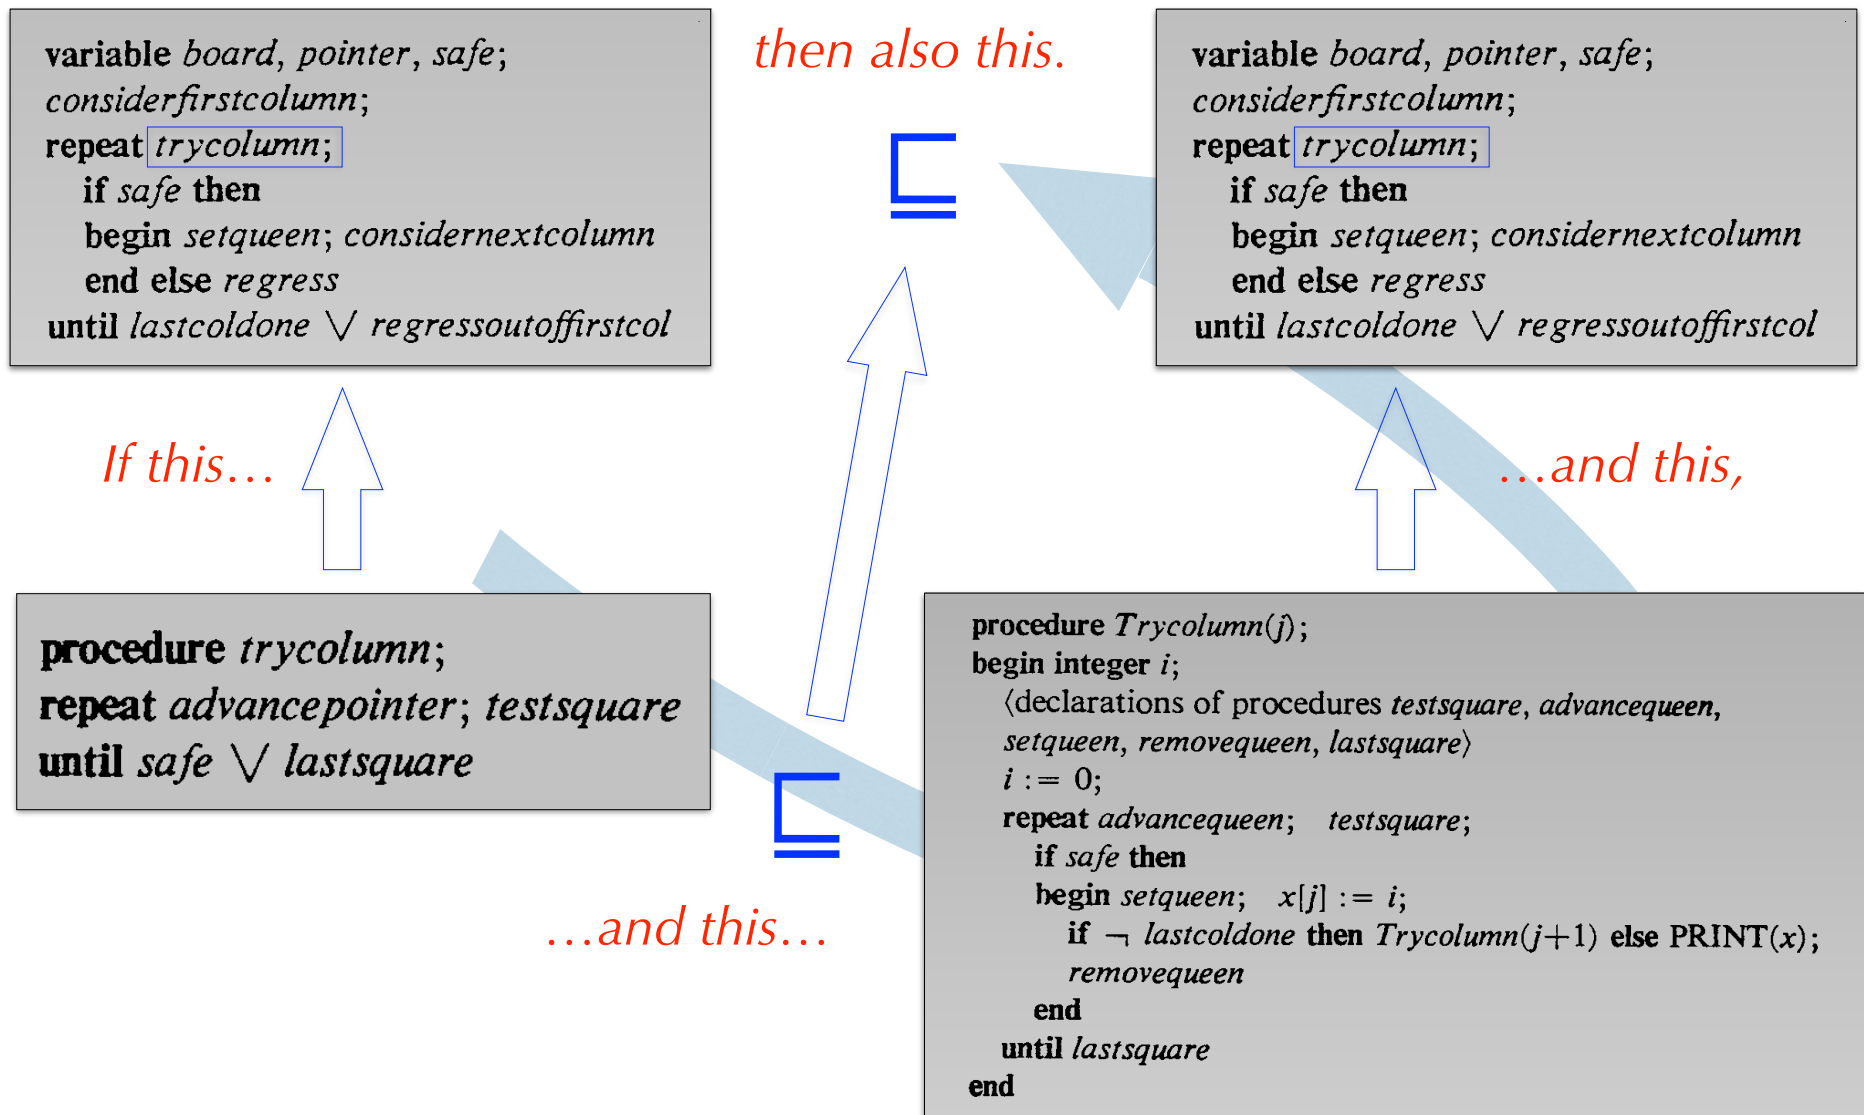 variable board, pointer, safe;
considerfirstcolumn;
repeat trycolumn;
if safe then
begin setqueen; considernextcolumn
end else regress
until lastcoldone ∨ regressoutoffirstcol
then also this.
⊑
variable board, pointer, safe;
considerfirstcolumn;
repeat trycolumn;
if safe then
begin setqueen; considernextcolumn
end else regress
until lastcoldone ∨ regressoutoffirstcol
If this…
…and this,
procedure trycolumn;
repeat advancepointer; testsquare
until safe ∨ lastsquare
⊑
…and this…
procedure Trycolumn(j);
begin integer i;
⟨declarations of procedures testsquare, advancequeen,
setqueen, removequeen, lastsquare⟩
i := 0;
repeat advancequeen; testsquare;
if safe then
begin setqueen; x[j] := i;
if ¬ lastcoldone then Trycolumn(j+1) else PRINT(x);
removequeen
end
until lastsquare
end